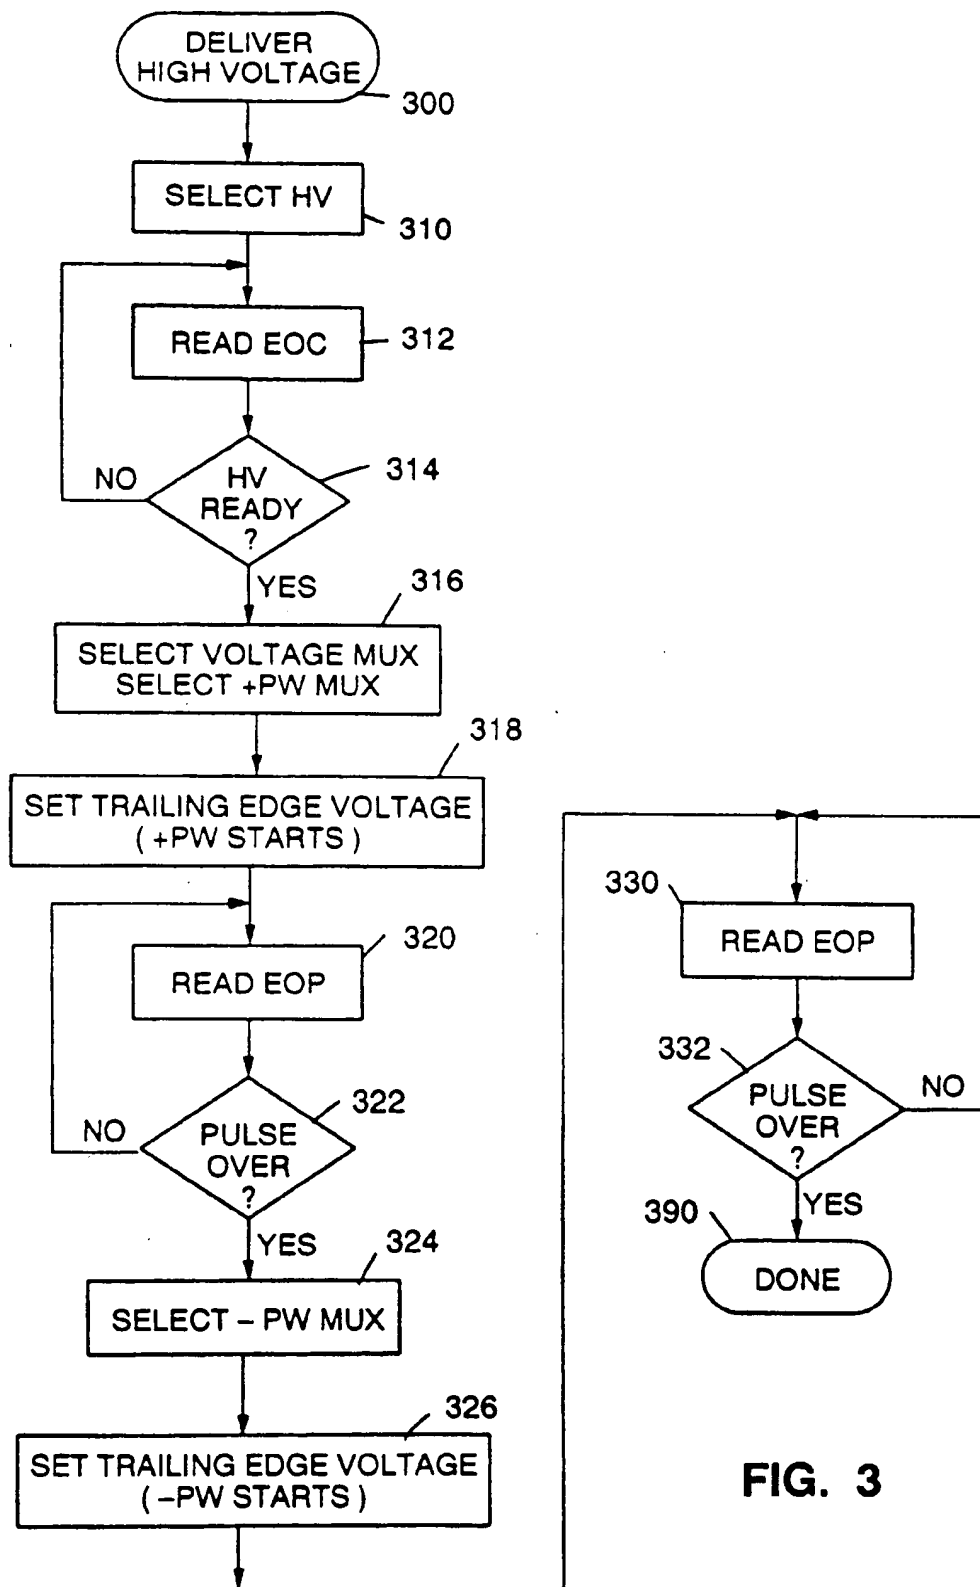 DELIVER
HIGH VOLTAGE
300
SELECT HV
310
READ EOC
312
HV
READY
?
314
NO
YES
316
SELECT VOLTAGE MUX
SELECT +PW MUX
318
SET TRAILING EDGE VOLTAGE
( +PW STARTS )
320
READ EOP
322
PULSE
OVER
?
NO
YES
324
SELECT – PW MUX
326
SET TRAILING EDGE VOLTAGE
( –PW STARTS )
330
READ EOP
332
PULSE
OVER
?
NO
YES
390
DONE
FIG. 3